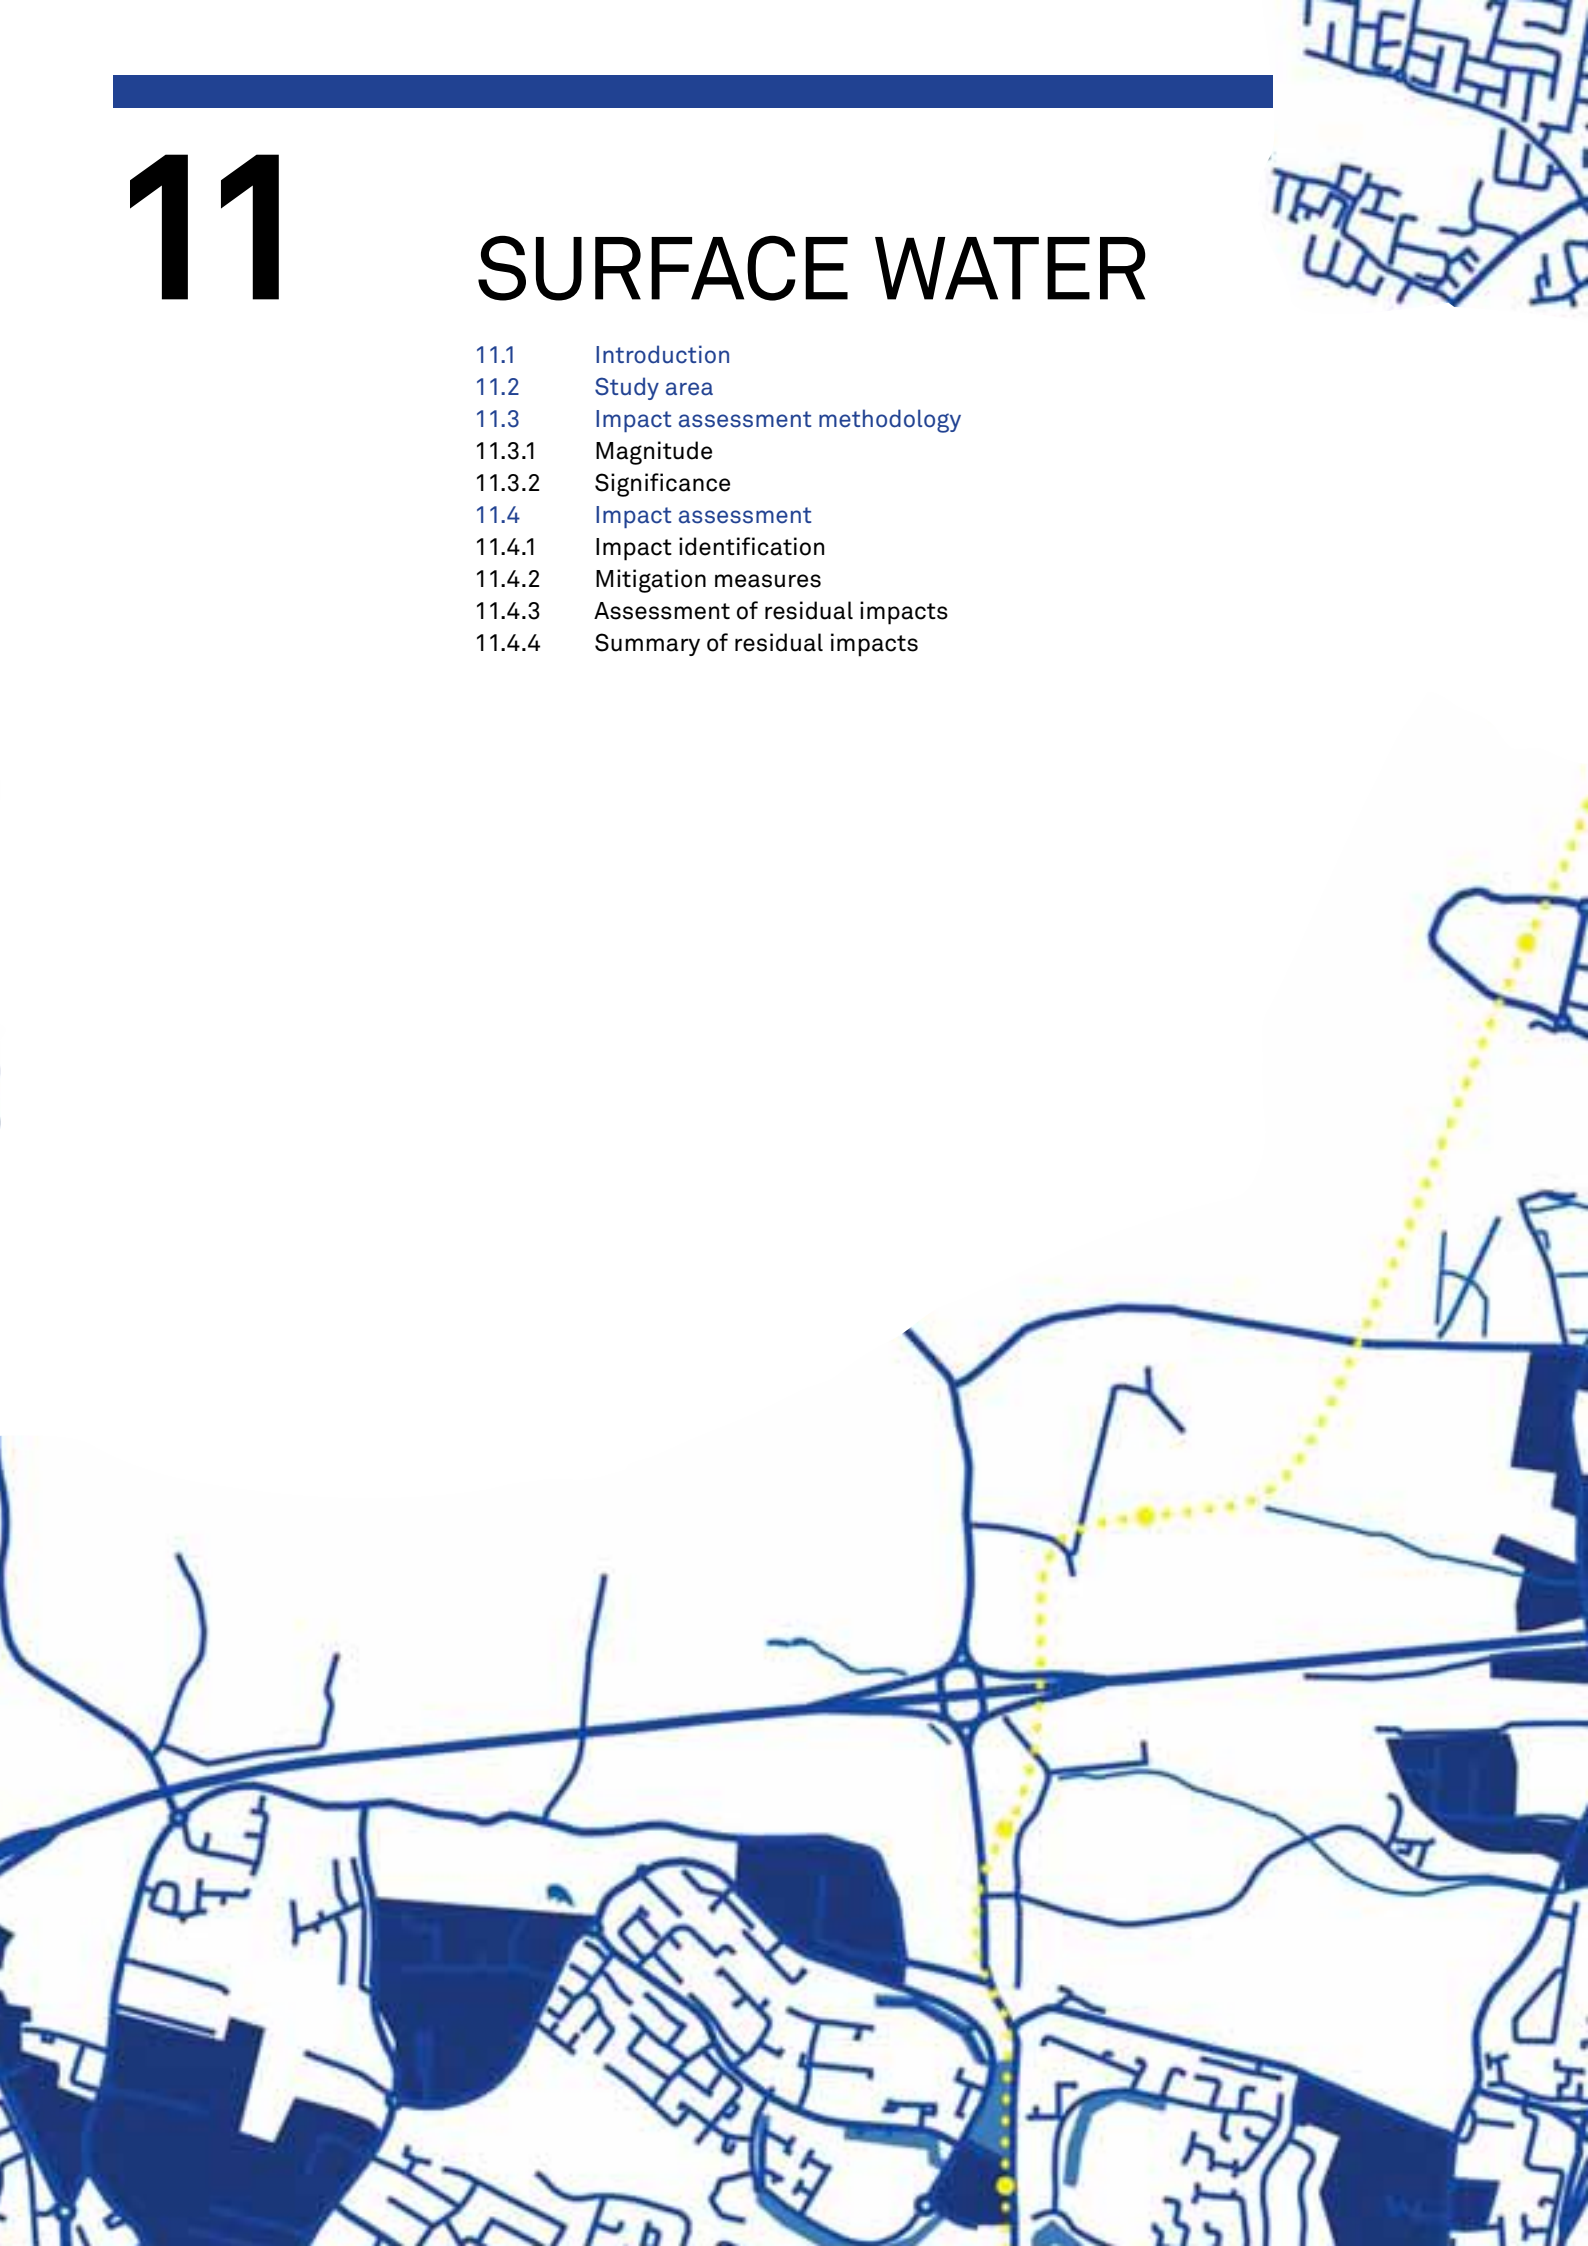 11
SURFACE WATER
11.1 Introduction
11.2 Study area
11.3 Impact assessment methodology
11.3.1 Magnitude
11.3.2 Significance
11.4 Impact assessment
11.4.1 Impact identification
11.4.2 Mitigation measures
11.4.3 Assessment of residual impacts
11.4.4 Summary of residual impacts